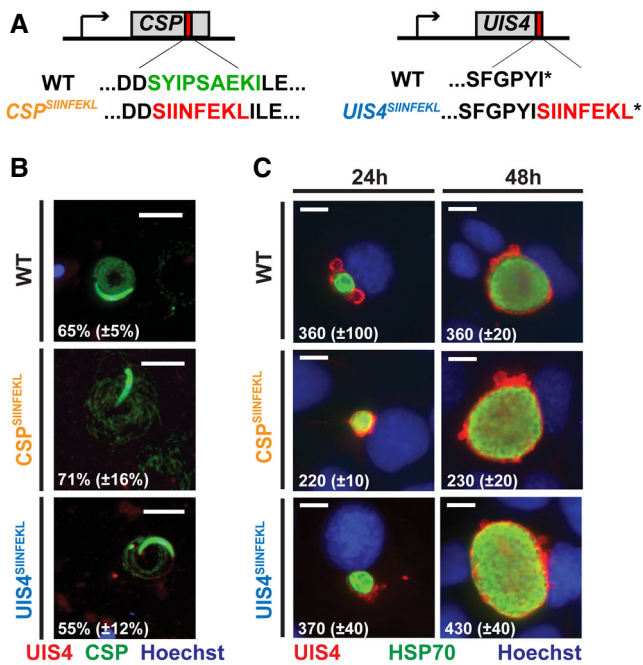 A
CSP
UIS4
WT ...DDSYIPSAEKILE...
WT ...SFGPYI*
CSP^SIINFEKL ...DDSIINFEKLILE...
UIS4^SIINFEKL ...SFGPYISIINFEKL*
B
C
24h
48h
WT
65% (±5%)
WT
360 (±100)
360 (±20)
CSP^SIINFEKL
71% (±16%)
CSP^SIINFEKL
220 (±10)
230 (±20)
UIS4^SIINFEKL
55% (±12%)
UIS4^SIINFEKL
370 (±40)
430 (±40)
UIS4 CSP Hoechst
UIS4 HSP70 Hoechst